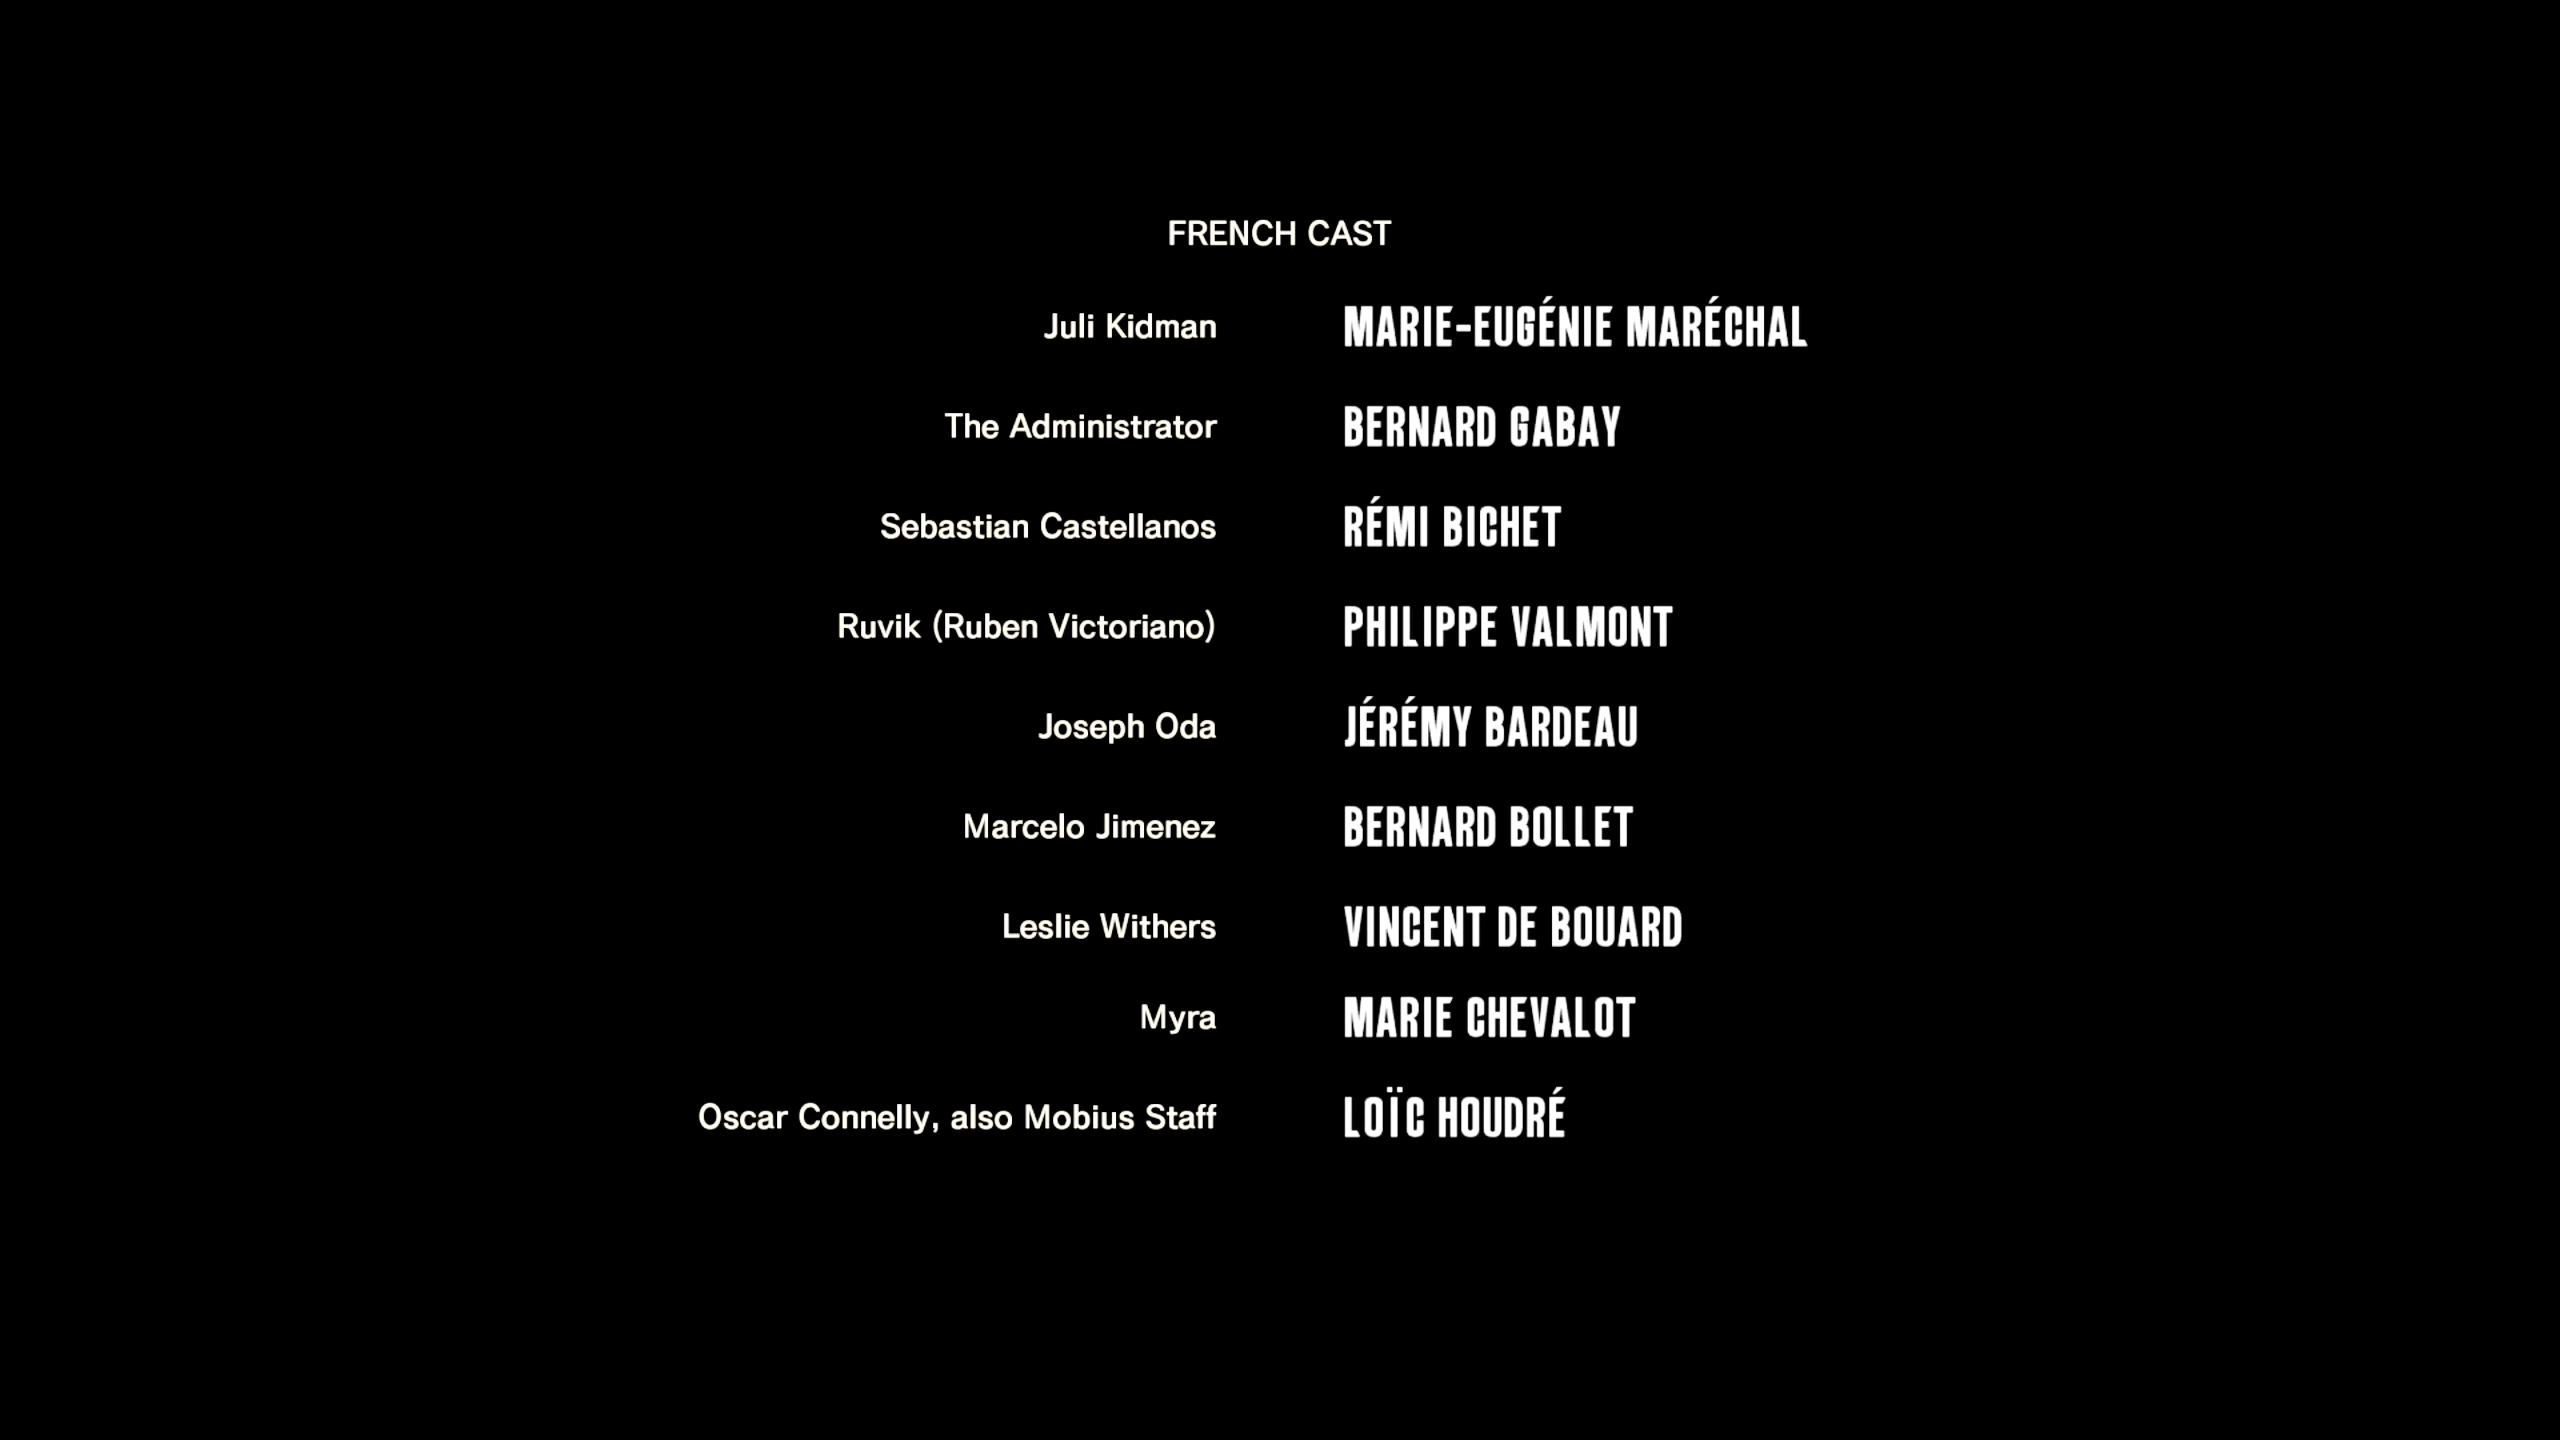 FRENCH CAST
Juli Kidman MARIE-EUGÉNIE MARÉCHAL
The Administrator BERNARD GABAY
Sebastian Castellanos RÉMI BICHET
Ruvik (Ruben Victoriano) PHILIPPE VALMONT
Joseph Oda JÉRÉMY BARDEAU
Marcelo Jimenez BERNARD BOLLET
Leslie Withers VINCENT DE BOUARD
Myra MARIE CHEVALOT
Oscar Connelly, also Mobius Staff LOÏC HOUDRÉ